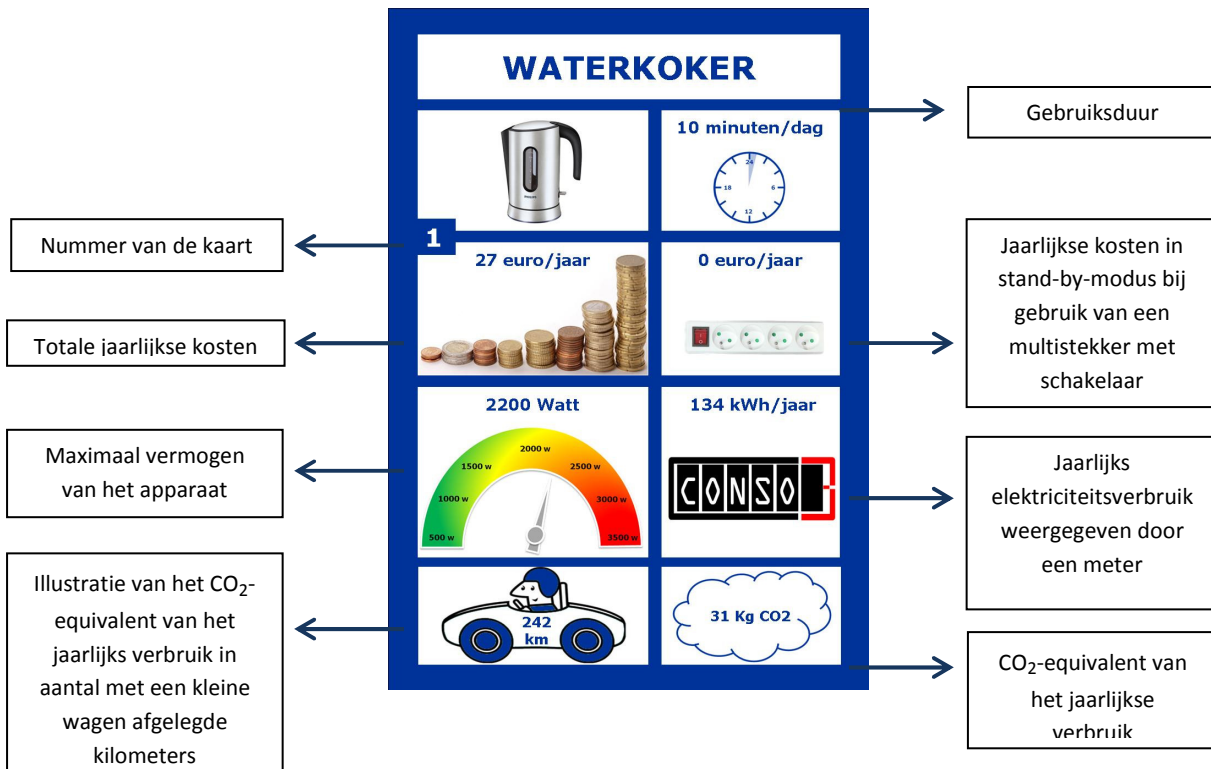 WATERKOKER
10 minuten/dag
24
18
6
12
1
27 euro/jaar
0 euro/jaar
2200 Watt
500 w
1000 w
1500 w
2000 w
2500 w
3000 w
3500 w
134 kWh/jaar
CONSO
242
km
31 Kg CO2
Nummer van de kaart
Totale jaarlijkse kosten
Maximaal vermogen
van het apparaat
Illustratie van het CO2-
equivalent van het
jaarlijks verbruik in
aantal met een kleine
wagen afgelegde
kilometers
Gebruiksduur
Jaarlijkse kosten in
stand-by-modus bij
gebruik van een
multistekker met
schakelaar
Jaarlijks
elektriciteitsverbruik
weergegeven door
een meter
CO2-equivalent van
het jaarlijkse
verbruik